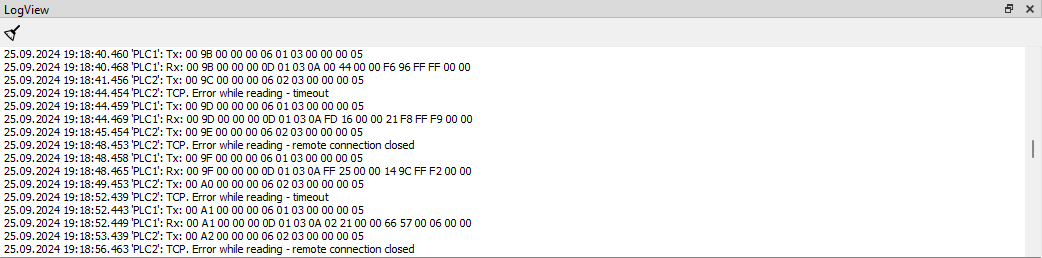 LogView
25.09.2024 19:18:40.460 'PLC1': Tx: 00 9B 00 00 00 06 01 03 00 00 00 05
25.09.2024 19:18:40.468 'PLC1': Rx: 00 9B 00 00 00 0D 01 03 0A 00 44 00 00 F6 96 FF FF 00 00
25.09.2024 19:18:41.456 'PLC2': Tx: 00 9C 00 00 00 06 02 03 00 00 00 05
25.09.2024 19:18:44.454 'PLC2': TCP. Error while reading - timeout
25.09.2024 19:18:44.459 'PLC1': Tx: 00 9D 00 00 00 06 01 03 00 00 00 05
25.09.2024 19:18:44.469 'PLC1': Rx: 00 9D 00 00 00 0D 01 03 0A FD 16 00 00 21 F8 FF F9 00 00
25.09.2024 19:18:45.454 'PLC2': Tx: 00 9E 00 00 00 06 02 03 00 00 00 05
25.09.2024 19:18:48.453 'PLC2': TCP. Error while reading - remote connection closed
25.09.2024 19:18:48.458 'PLC1': Tx: 00 9F 00 00 00 06 01 03 00 00 00 05
25.09.2024 19:18:48.465 'PLC1': Rx: 00 9F 00 00 00 0D 01 03 0A FF 25 00 00 14 9C FF F2 00 00
25.09.2024 19:18:49.453 'PLC2': Tx: 00 A0 00 00 00 06 02 03 00 00 00 05
25.09.2024 19:18:52.439 'PLC2': TCP. Error while reading - timeout
25.09.2024 19:18:52.443 'PLC1': Tx: 00 A1 00 00 00 06 01 03 00 00 00 05
25.09.2024 19:18:52.449 'PLC1': Rx: 00 A1 00 00 00 0D 01 03 0A 02 21 00 00 66 57 00 06 00 00
25.09.2024 19:18:53.439 'PLC2': Tx: 00 A2 00 00 00 06 02 03 00 00 00 05
25.09.2024 19:18:56.463 'PLC2': TCP. Error while reading - remote connection closed